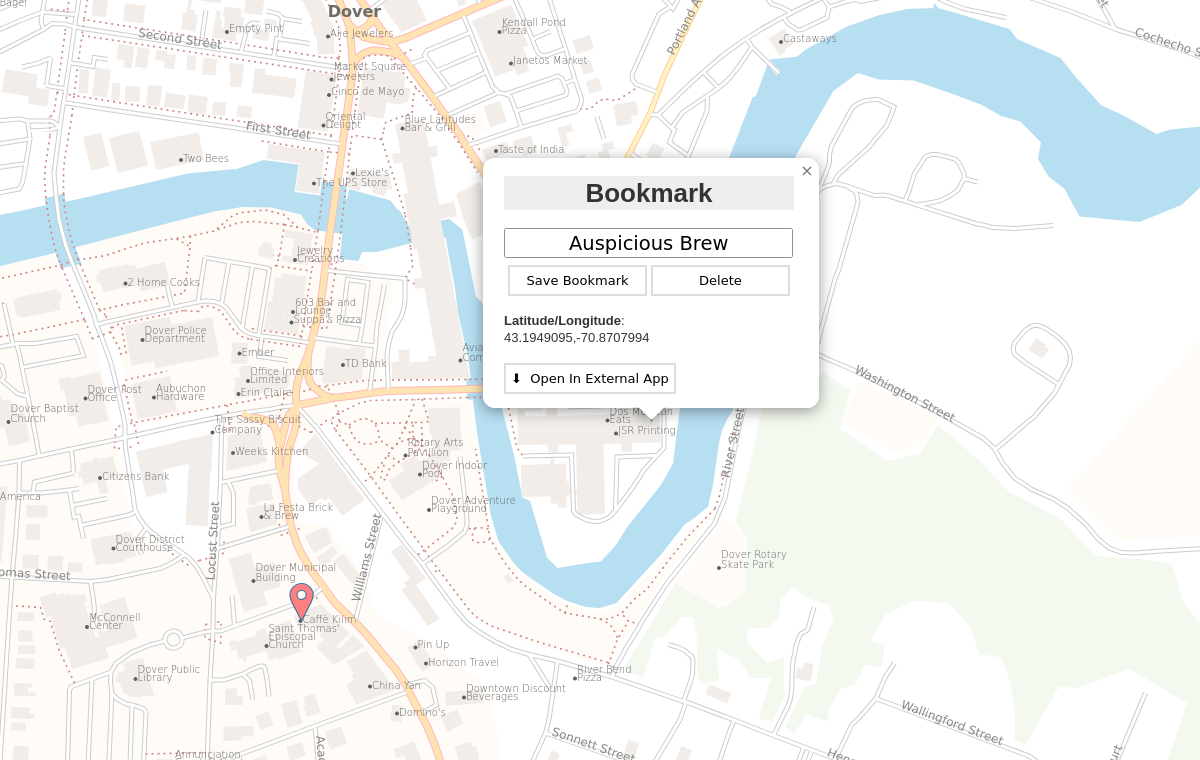 Dover
Bagel
Empty Pint
Second Street
Arie Jewelers
Kendall Pond
Pizza
Castaways
Janetos Market
Market Square
Jewelers
Cinco de Mayo
Oriental
Delight
First Street
Blue Latitudes
Bar & Grill
Taste of India
Two Bees
Lexie's
The UPS Store
Bookmark
×
Auspicious Brew
Save Bookmark
Delete
Latitude/Longitude:
43.1949095,-70.8707994
Open In External App
Jewelry
Creations
2 Home Cooks
603 Bar and
Lounge
Suppa's Pizza
Dover Police
Department
Ember
TD Bank
Office Interiors
Limited
Erin Claire
Dover Post
Office
Aubuchon
Hardware
Dover Baptist
Church
The Sassy Biscuit
Company
Washington Street
Eats
JSR Printing
River Street
Weeks Kitchen
Rotary Arts
Pavilion
Dover Indoor
Pool
Citizens Bank
America
Dover Adventure
Playground
La Festa Brick
& Brew
Locust Street
Williams Street
Dover District
Courthouse
omas Street
Dover Municipal
Building
Dover Rotary
Skate Park
McConnell
Center
Caffè Kilim
Saint Thomas
Episcopal
Church
Pin Up
Horizon Travel
Dover Public
Library
China Yan
River Bend
Pizza
Downtown Discount
Beverages
Domino's
Wallingford Street
Sonnett Street
Annunciation